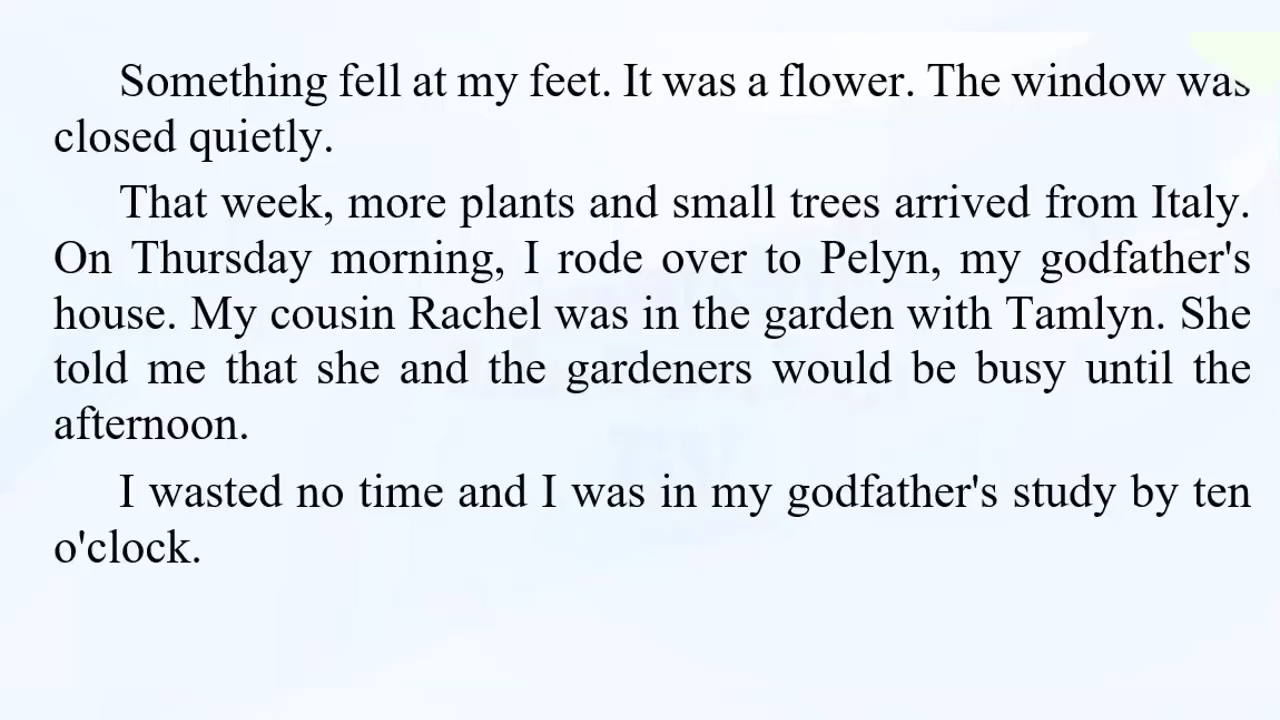 Something fell at my feet. It was a flower. The window was
closed quietly.
That week, more plants and small trees arrived from Italy.
On Thursday morning, I rode over to Pelyn, my godfather's
house. My cousin Rachel was in the garden with Tamlyn. She
told me that she and the gardeners would be busy until the
afternoon.
I wasted no time and I was in my godfather's study by ten
o'clock.